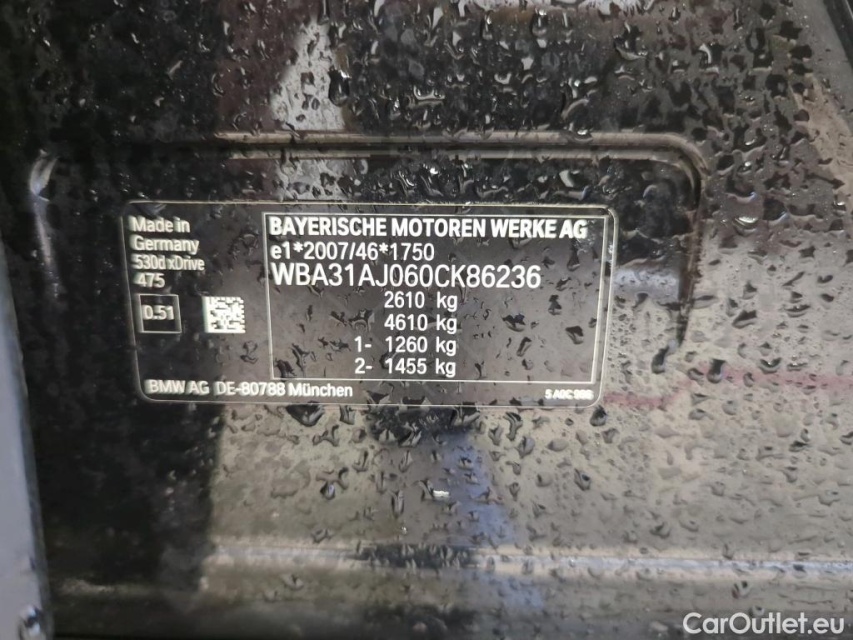 Made in
Germany
530d xDrive
475
0.51
BAYERISCHE MOTOREN WERKE AG
e1*2007/46*1750
WBA31AJ060CK86236
2610 kg
4610 kg
1- 1260 kg
2- 1455 kg
BMW AG DE-80788 München
CarOutlet.eu